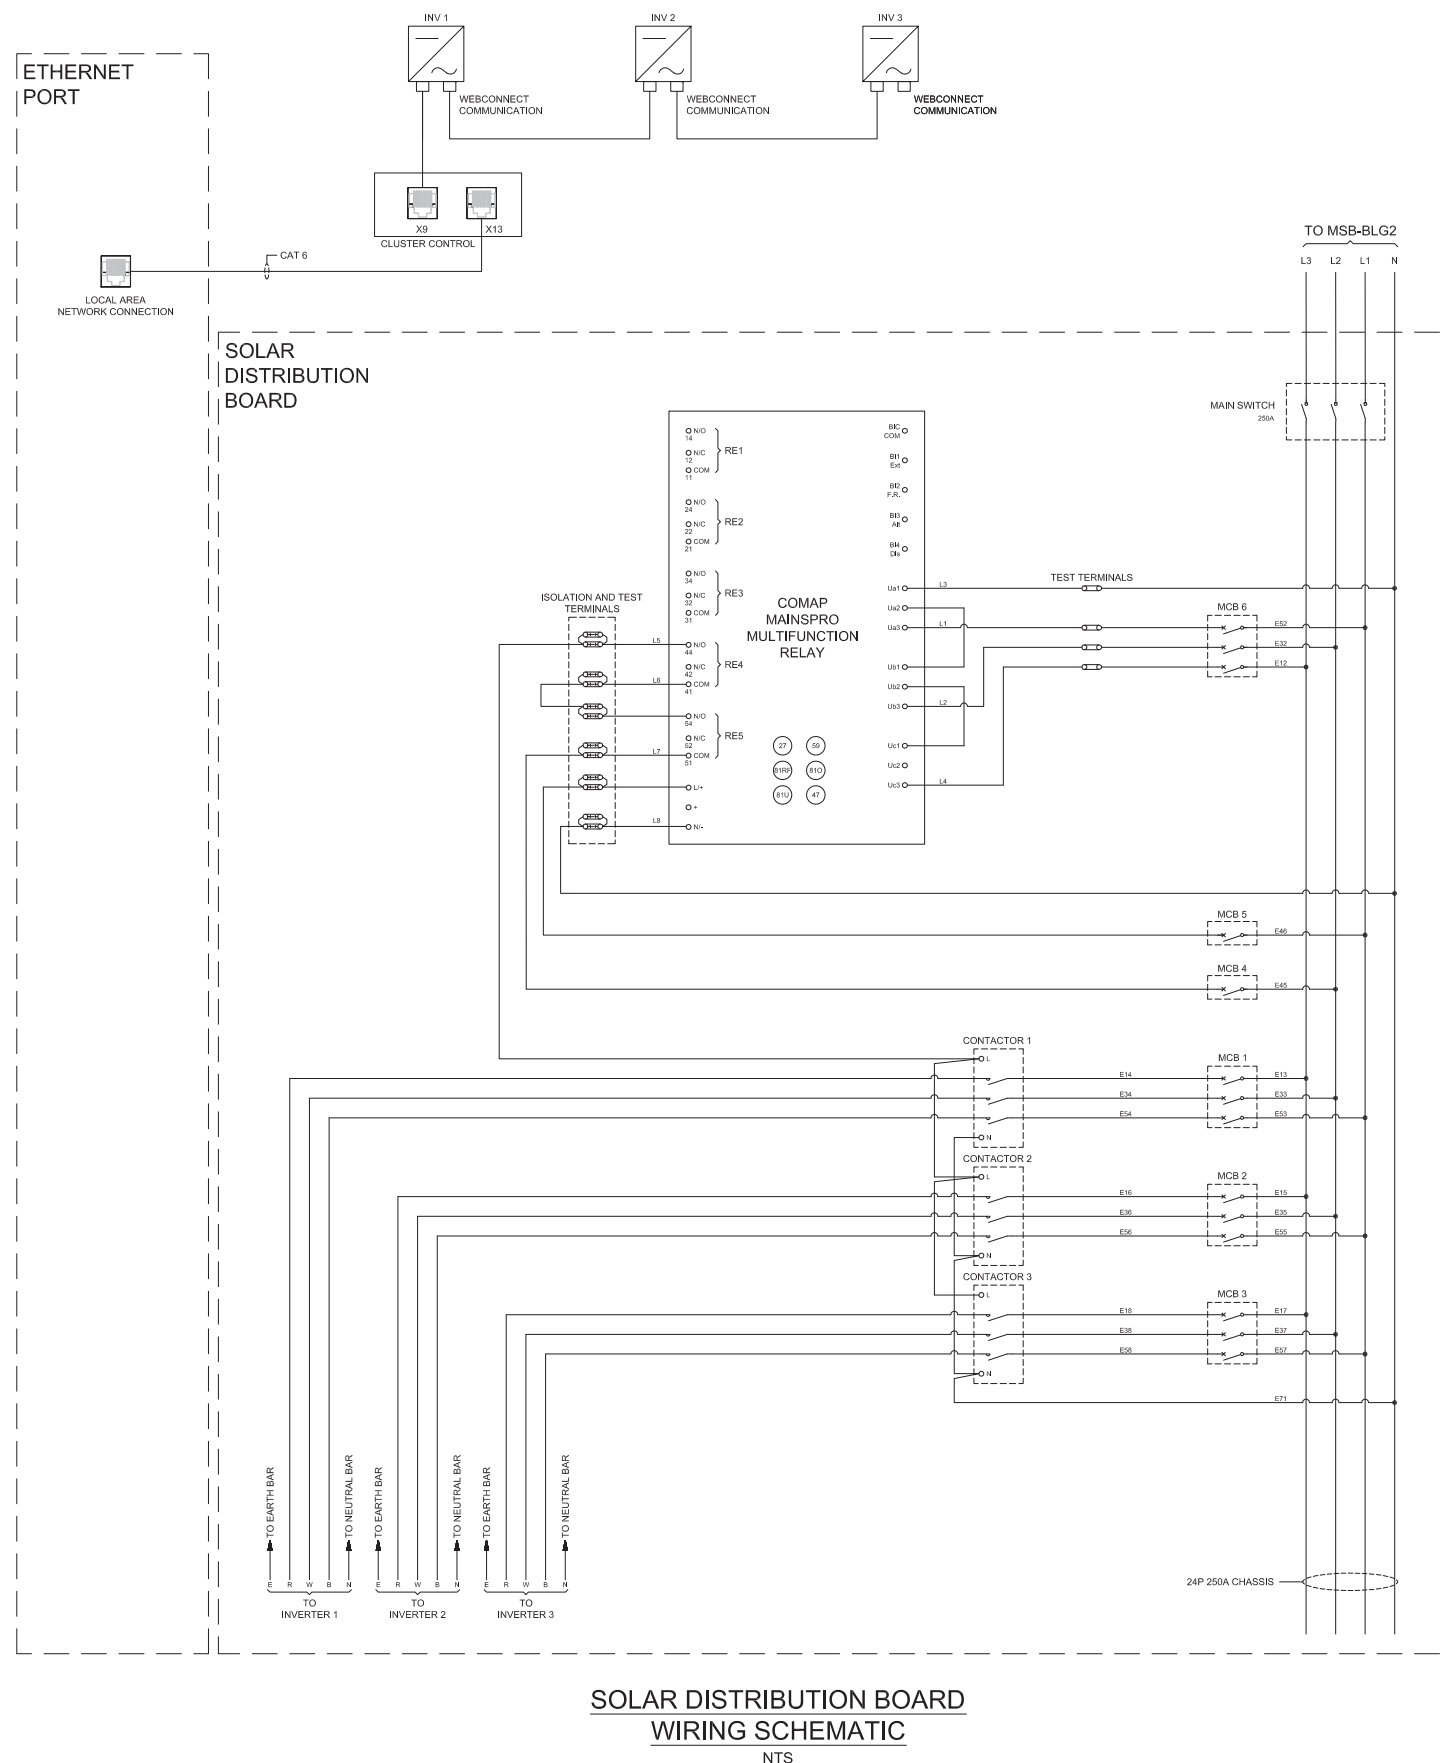 INV 1
INV 2
INV 3
ETHERNET
PORT
WEBCONNECT
COMMUNICATION
WEBCONNECT
COMMUNICATION
WEBCONNECT
COMMUNICATION
X9
X13
CLUSTER CONTROL
CAT 6
LOCAL AREA
NETWORK CONNECTION
TO MSB-BLG2
L3
L2
L1
N
SOLAR
DISTRIBUTION
BOARD
MAIN SWITCH
250A
N/O
14
N/C
12
COM
11
RE1
N/O
24
N/C
22
COM
21
RE2
N/O
34
N/C
32
COM
31
RE3
N/O
44
N/C
42
COM
41
RE4
N/O
54
N/C
52
COM
51
RE5
L/+
+
N/-
BIC
COM
BI1
Ext
BI2
F.R.
BI3
Alt
BI4
Dis
Ua1
Ua2
Ua3
Ub1
Ub2
Ub3
Uc1
Uc2
Uc3
COMAP
MAINSPRO
MULTIFUNCTION
RELAY
27
59
81RF
81O
81U
47
ISOLATION AND TEST
TERMINALS
L5
L6
L7
L8
L3
L1
L2
L4
TEST TERMINALS
MCB 6
E52
E32
E12
MCB 5
E46
MCB 4
E45
CONTACTOR 1
L
N
E14
E34
E54
MCB 1
E13
E33
E53
CONTACTOR 2
L
N
E16
E36
E56
MCB 2
E15
E35
E55
CONTACTOR 3
L
N
E18
E38
E58
MCB 3
E17
E37
E57
E71
TO EARTH BAR
TO NEUTRAL BAR
TO EARTH BAR
TO NEUTRAL BAR
TO EARTH BAR
TO NEUTRAL BAR
E R W B N
E R W B N
E R W B N
TO
INVERTER 1
TO
INVERTER 2
TO
INVERTER 3
24P 250A CHASSIS
SOLAR DISTRIBUTION BOARD
WIRING SCHEMATIC
NTS